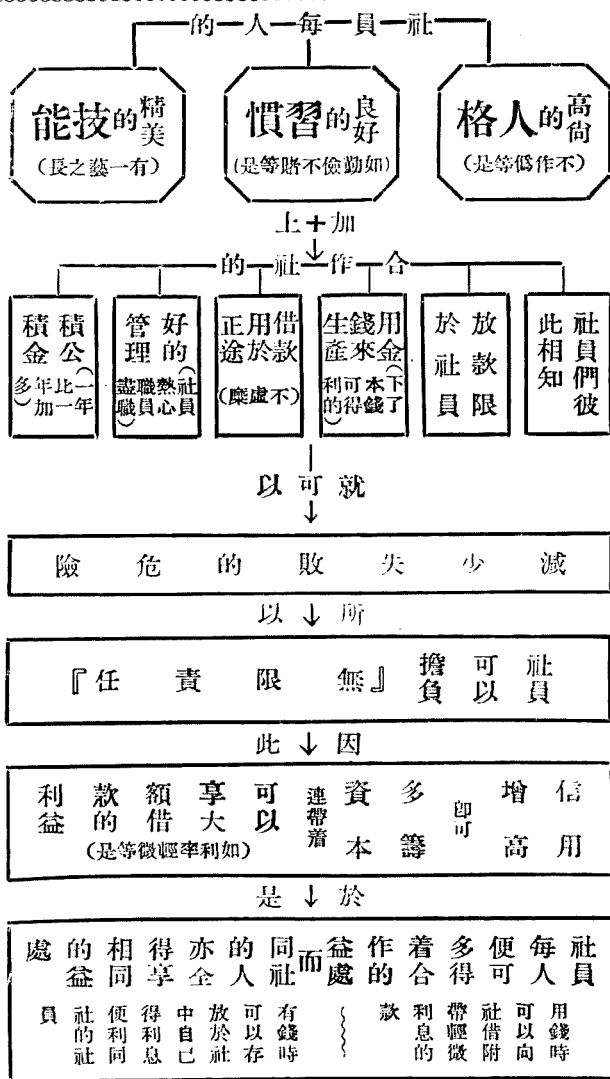 社員每人的
高尙的人格
(不作僞等是)
良好的習慣
(如勤儉不賭等是)
精美的技能
(有一藝之長)
加+上
合作社的
社員們彼此相知
放款限於社員
用金錢來生產(下了本錢可得利的)
借款用於正途
(不虛糜)
好的管理(社員熱心職員盡職)
積公積金(一年比一年加多)
就可以
減少失敗的危險
所以
社員可以擔負『無限責任』
因此
信用增高
即可
多籌資本
連帶着
可以享大額借款的利益
(如利率輕微等是)
於是
社員每人便可多得着合作的益處
而
同社的人亦全得享相同的益處
用錢時可以向社借附帶輕微利息的款
有錢時可以存放於社中自己得利息便利同社的社員